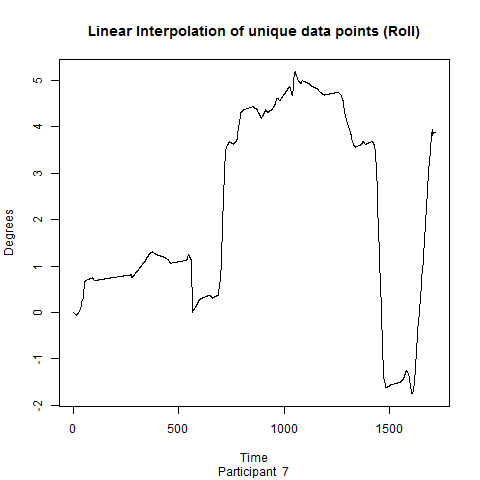 Linear Interpolation of unique data points (Roll)
Degrees
5
4
3
2
1
0
-1
-2
0 500 1000 1500
Time
Participant 7